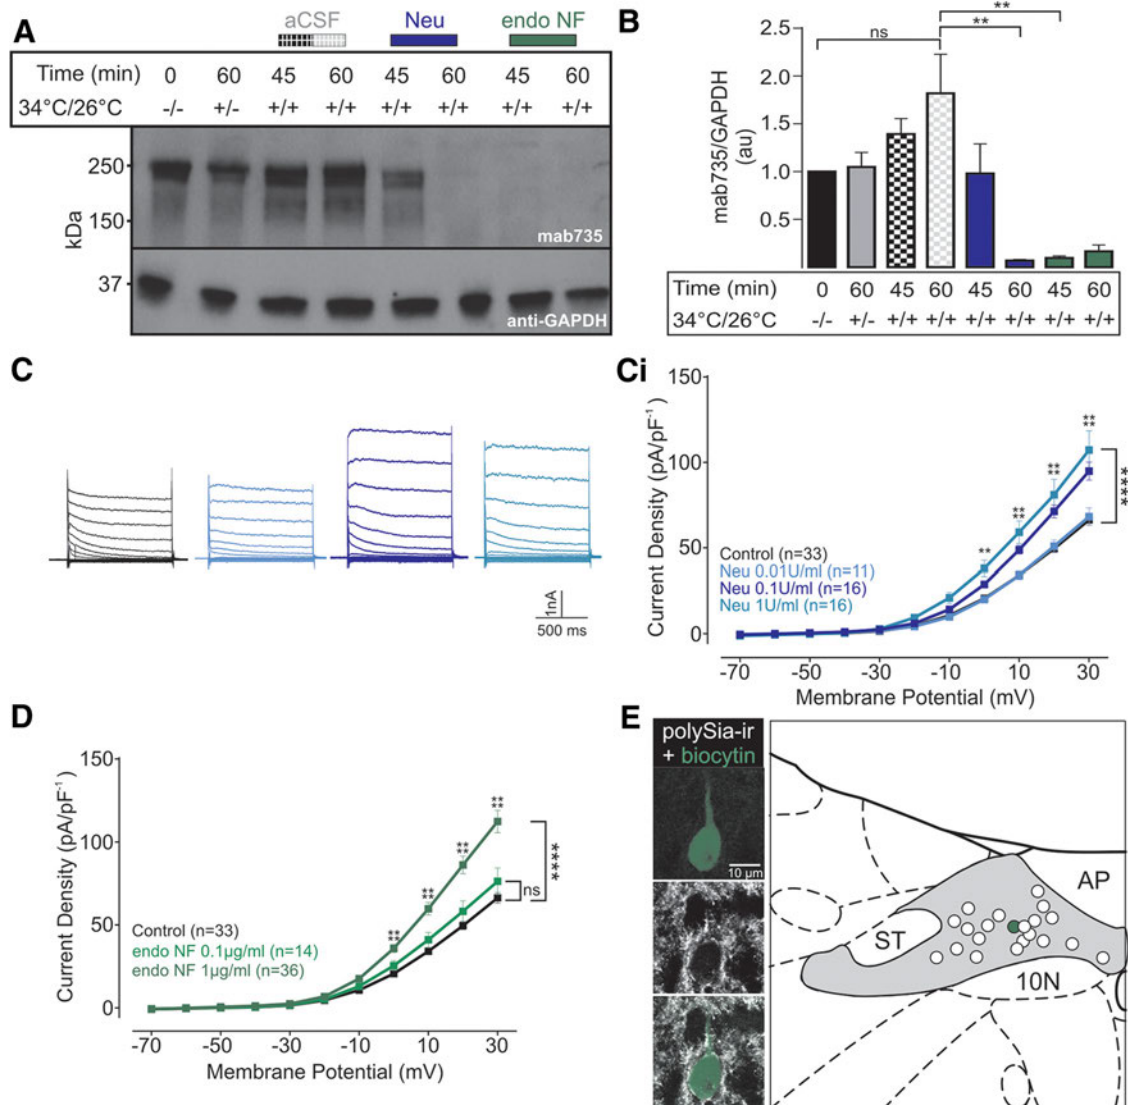 A
aCSF Neu endo NF
Time (min) 0 60 45 60 45 60 45 60
34°C/26°C -/- +/- +/+ +/+ +/+ +/+ +/+ +/+
kDa
250
150
mab735
37
anti-GAPDH
B
mab735/GAPDH
(au)
2.5
2.0
1.5
1.0
0.5
ns
**
**
Time (min) 0 60 45 60 45 60 45 60
34°C/26°C -/- +/- +/+ +/+ +/+ +/+ +/+ +/+
C
1nA
500 ms
Ci
Current Density (pA/pF⁻¹)
150
100
50
0
Control (n=33)
Neu 0.01U/ml (n=11)
Neu 0.1U/ml (n=16)
Neu 1U/ml (n=16)
**
****
****
****
****
****
-70 -50 -30 -10 10 30
Membrane Potential (mV)
D
Current Density (pA/pF⁻¹)
150
100
50
0
Control (n=33)
endo NF 0.1µg/ml (n=14)
endo NF 1µg/ml (n=36)
****
****
****
****
ns
****
-70 -50 -30 -10 10 30
Membrane Potential (mV)
E
polySia-ir
+ biocytin
10 µm
AP
ST
10N